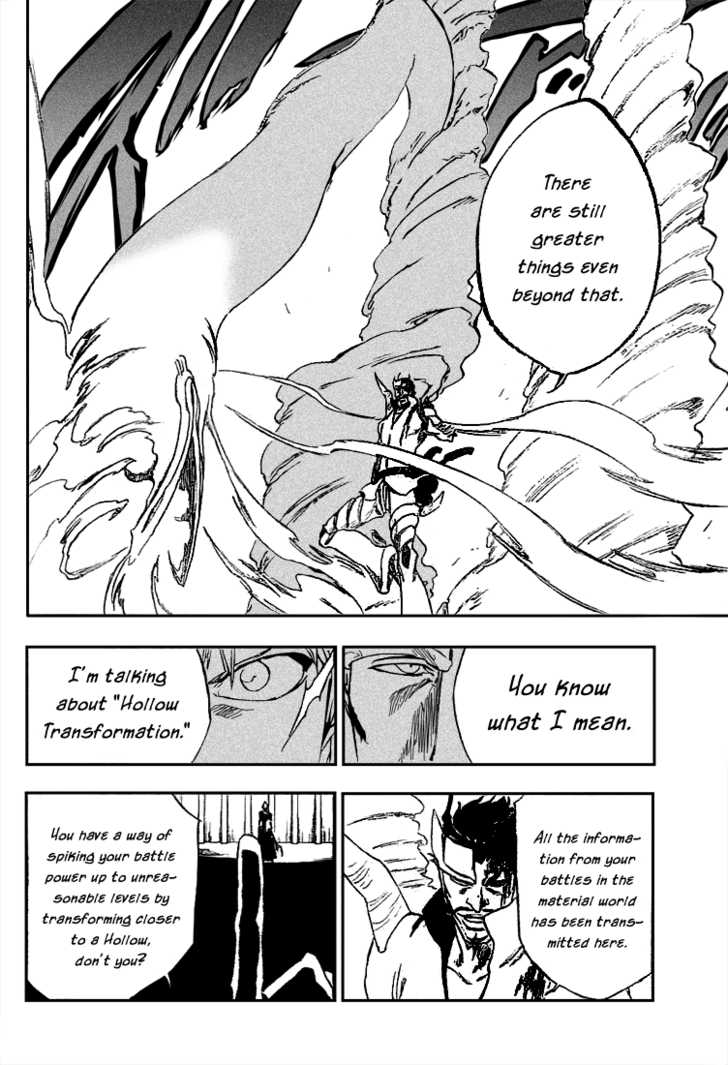 There
are still
greater
things even
beyond that.
You know
what I mean.
I'm talking
about "Hollow
Transformation."
All the informa-
tion from your
battles in the
material world
has been trans-
mitted here.
You have a way of
spiking your battle
power up to unrea-
sonable levels by
transforming closer
to a Hollow,
don't you?